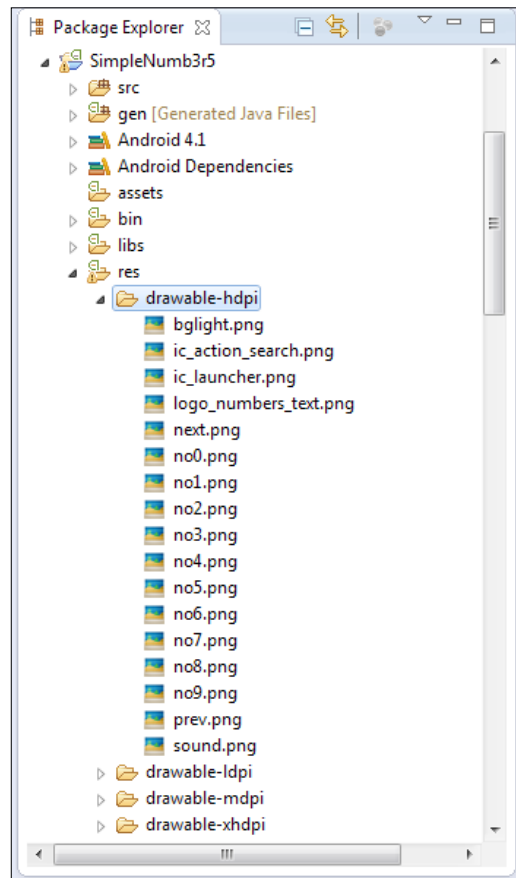 Package Explorer
SimpleNumb3r5
src
gen [Generated Java Files]
Android 4.1
Android Dependencies
assets
bin
libs
res
drawable-hdpi
bglight.png
ic_action_search.png
ic_launcher.png
logo_numbers_text.png
next.png
no0.png
no1.png
no2.png
no3.png
no4.png
no5.png
no6.png
no7.png
no8.png
no9.png
prev.png
sound.png
drawable-ldpi
drawable-mdpi
drawable-xhdpi